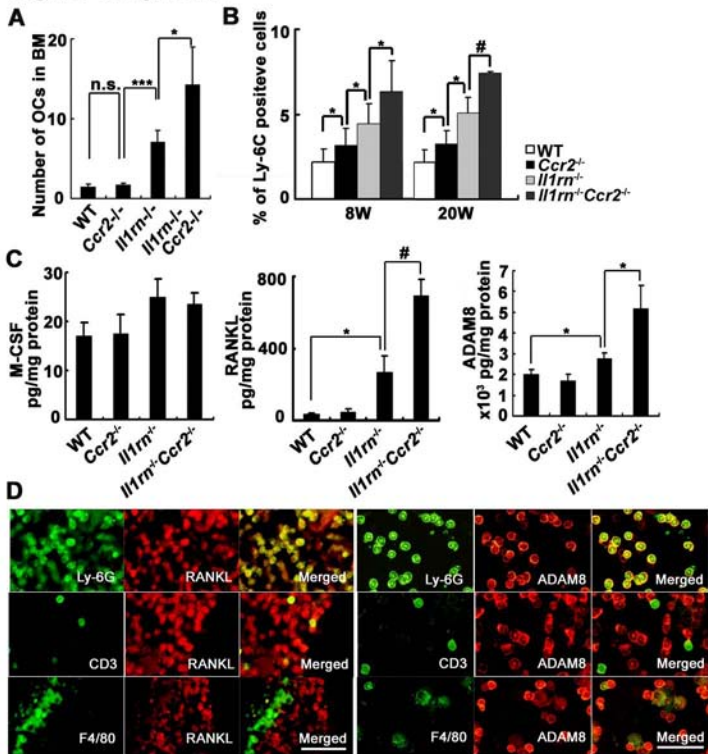 A
Number of OCs in BM
20
10
0
n.s.
***
*
WT
Ccr2-/-
Il1rn-/-
Il1rn-/-
Ccr2-/-
B
% of Ly-6C positeve cells
10
5
0
*
*
*
*
*
#
8W
20W
WT
Ccr2-/-
Il1rn-/-
Il1rn-/-Ccr2-/-
C
M-CSF
pg/mg protein
30
20
10
0
WT
Ccr2-/-
Il1rn-/-
Il1rn-/-Ccr2-/-
RANKL
pg/mg protein
800
400
0
*
#
WT
Ccr2-/-
Il1rn-/-
Il1rn-/-Ccr2-/-
ADAM8
x10³ pg/mg protein
7
6
5
4
3
2
1
0
*
*
WT
Ccr2-/-
Il1rn-/-
Il1rn-/-Ccr2-/-
D
Ly-6G RANKL Merged Ly-6G ADAM8 Merged
CD3 RANKL Merged CD3 ADAM8 Merged
F4/80 RANKL Merged F4/80 ADAM8 Merged